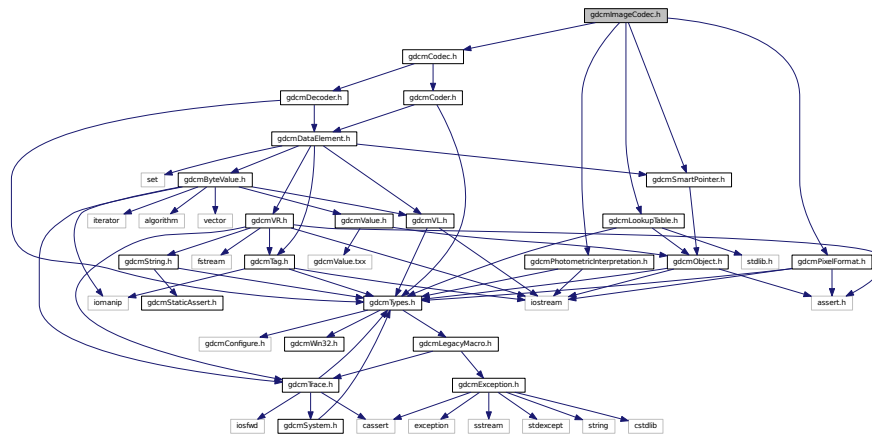 gdcmImageCodec.h
gdcmCodec.h
gdcmDecoder.h
gdcmCoder.h
gdcmDataElement.h
set
gdcmByteValue.h
gdcmSmartPointer.h
iterator
algorithm
vector
gdcmVR.h
gdcmValue.h
gdcmVL.h
gdcmLookupTable.h
gdcmString.h
fstream
gdcmTag.h
gdcmValue.txx
gdcmPhotometricInterpretation.h
gdcmObject.h
stdlib.h
gdcmPixelFormat.h
iomanip
gdcmStaticAssert.h
gdcmTypes.h
iostream
assert.h
gdcmConfigure.h
gdcmWin32.h
gdcmLegacyMacro.h
gdcmTrace.h
gdcmException.h
iosfwd
gdcmSystem.h
cassert
exception
sstream
stdexcept
string
cstdlib